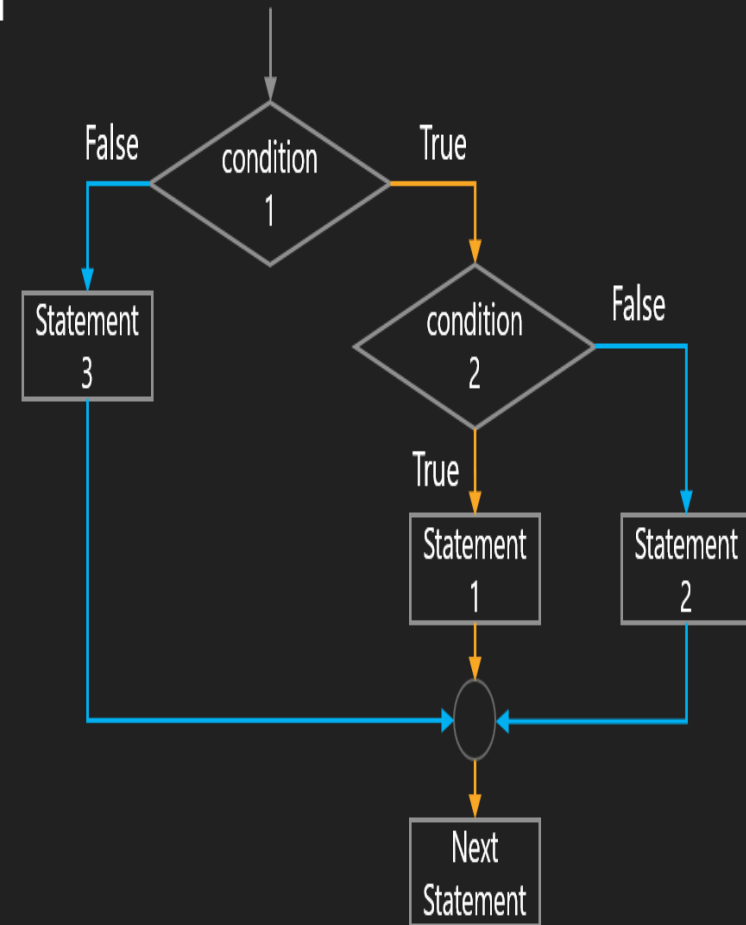 False
True
condition
1
Statement
3
condition
2
False
True
Statement
1
Statement
2
Next
Statement